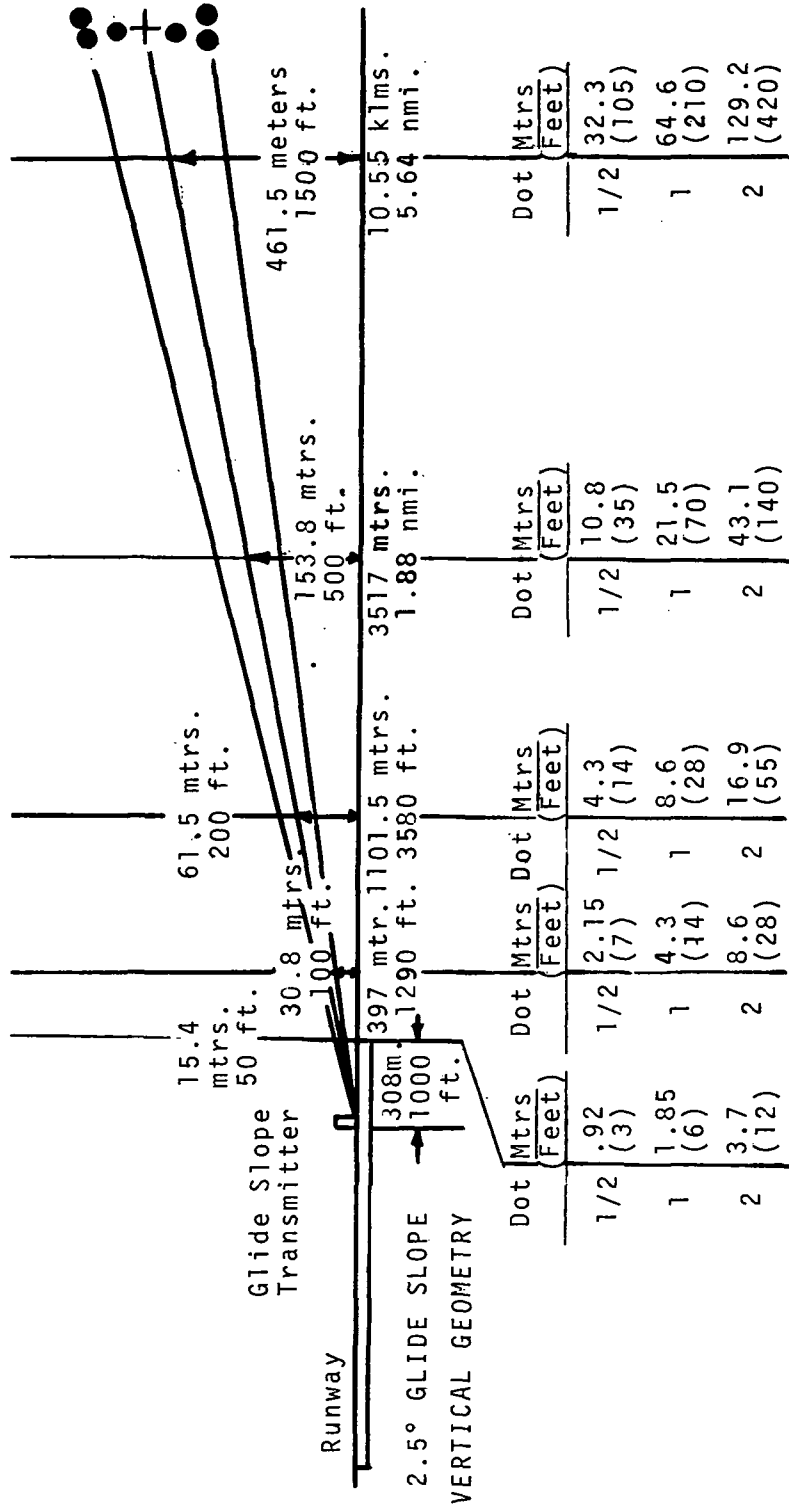 15.4
mtrs.
50 ft.
61.5 mtrs.
200 ft.
30.8 mtrs.
100 ft.
153.8 mtrs.
500 ft.
461.5 meters
1500 ft.
Glide Slope
Transmitter
Runway
308m.
1000
ft.
397 mtr.
1290 ft.
1101.5 mtrs.
3580 ft.
3517 mtrs.
1.88 nmi.
10.55 klms.
5.64 nmi.
2.5° GLIDE SLOPE
VERTICAL GEOMETRY
Dot Mtrs
(Feet)
1/2 .92
(3)
1 1.85
(6)
2 3.7
(12)
Dot Mtrs
(Feet)
1/2 2.15
(7)
1 4.3
(14)
2 8.6
(28)
Dot Mtrs
(Feet)
1/2 4.3
(14)
1 8.6
(28)
2 16.9
(55)
Dot Mtrs
(Feet)
1/2 10.8
(35)
1 21.5
(70)
2 43.1
(140)
Dot Mtrs
(Feet)
1/2 32.3
(105)
1 64.6
(210)
2 129.2
(420)